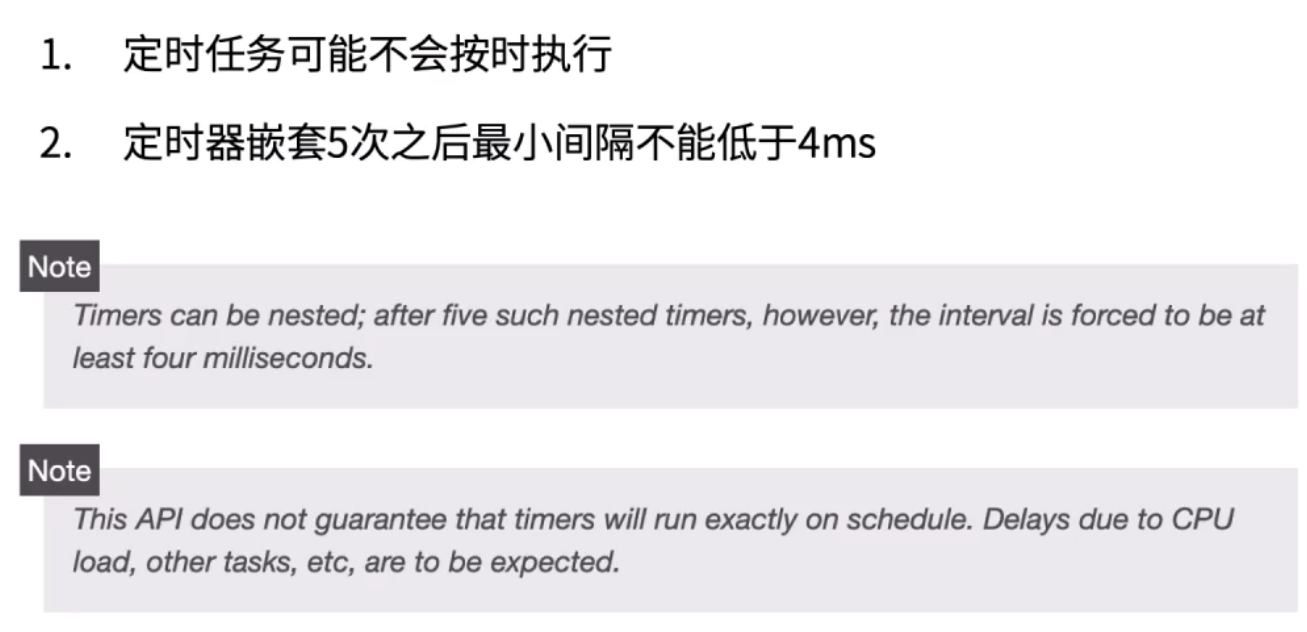 1. 定时任务可能不会按时执行
2. 定时器嵌套5次之后最小间隔不能低于4ms
Note
Timers can be nested; after five such nested timers, however, the interval is forced to be at
least four milliseconds.
Note
This API does not guarantee that timers will run exactly on schedule. Delays due to CPU
load, other tasks, etc, are to be expected.